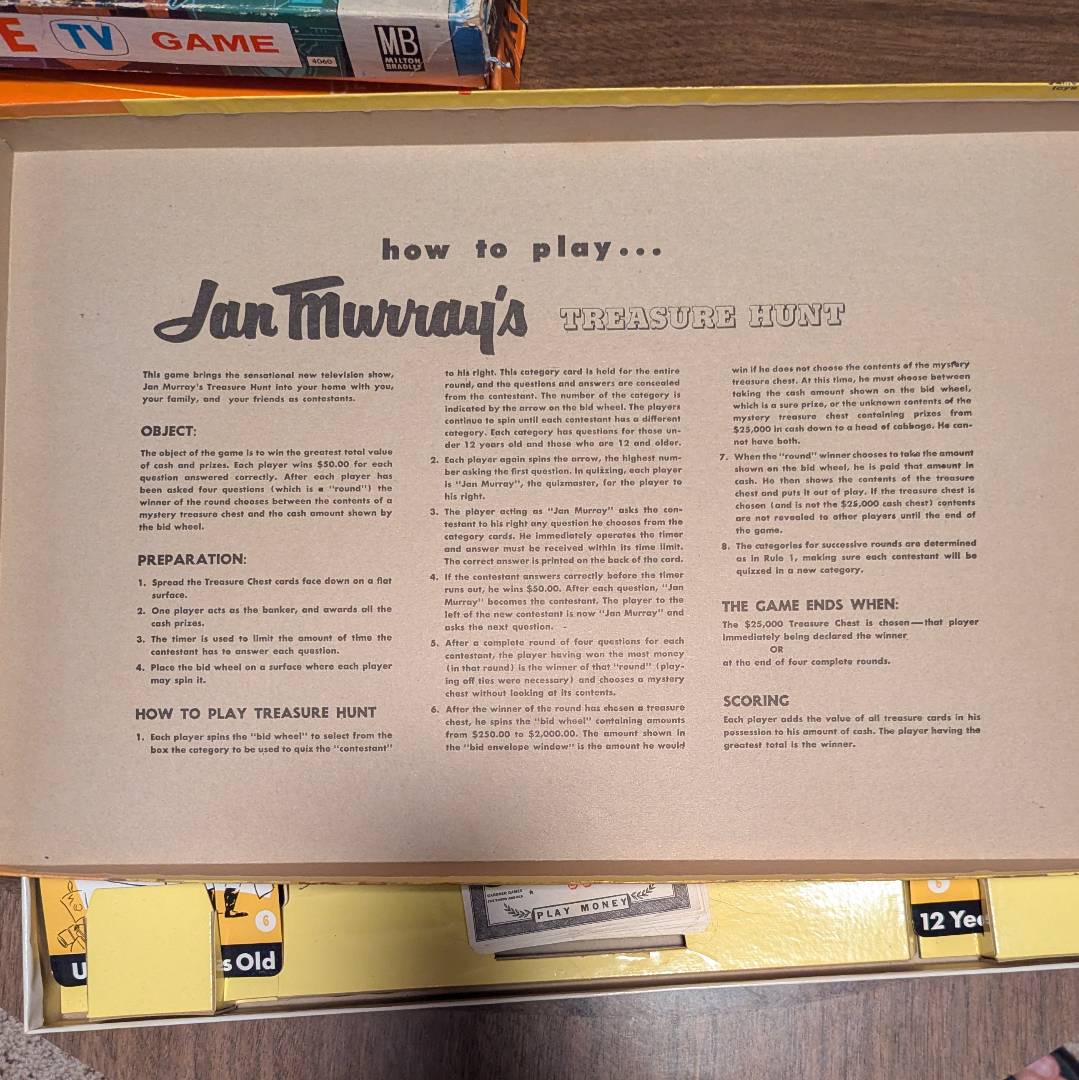 E TV GAME
4060
MB
MILTON
BRADLEY
how to play...
Jan Murray's TREASURE HUNT
This game brings the sensational new television show,
Jan Murray's Treasure Hunt into your home with you,
your family, and your friends as contestants.
OBJECT:
The object of the game is to win the greatest total value
of cash and prizes. Each player wins $50.00 for each
question answered correctly. After each player has
been asked four questions (which is a "round") the
winner of the round chooses between the contents of a
mystery treasure chest and the cash amount shown by
the bid wheel.
PREPARATION:
1. Spread the Treasure Chest cards face down on a flat
surface.
2. One player acts as the banker, and awards all the
cash prizes.
3. The timer is used to limit the amount of time the
contestant has to answer each question.
4. Place the bid wheel on a surface where each player
may spin it.
HOW TO PLAY TREASURE HUNT
1. Each player spins the "bid wheel" to select from the
box the category to be used to quiz the "contestant"
to his right. This category card is held for the entire
round, and the questions and answers are concealed
from the contestant. The number of the category is
indicated by the arrow on the bid wheel. The players
continue to spin until each contestant has a different
category. Each category has questions for those un-
der 12 years old and those who are 12 and older.
2. Each player again spins the arrow, the highest num-
ber asking the first question. In quizzing, each player
is "Jan Murray", the quizmaster, for the player to
his right.
3. The player acting as "Jan Murray" asks the con-
testant to his right any question he chooses from the
category cards. He immediately operates the timer
and answer must be received within its time limit.
The correct answer is printed on the back of the card.
4. If the contestant answers correctly before the timer
runs out, he wins $50.00. After each question, "Jan
Murray" becomes the contestant. The player to the
left of the new contestant is now "Jan Murray" and
asks the next question.
5. After a complete round of four questions for each
contestant, the player having won the most money
(in that round) is the winner of that "round" (play-
ing off ties were necessary) and chooses a mystery
chest without looking at its contents.
6. After the winner of the round has chosen a treasure
chest, he spins the "bid wheel" containing amounts
from $250.00 to $2,000.00. The amount shown in
the "bid envelope window" is the amount he would
win if he does not choose the contents of the mystery
treasure chest. At this time, he must choose between
taking the cash amount shown on the bid wheel,
which is a sure prize, or the unknown contents of the
mystery treasure chest containing prizes from
$25,000 in cash down to a head of cabbage. He can-
not have both.
7. When the "round" winner chooses to take the amount
shown on the bid wheel, he is paid that amount in
cash. He then shows the contents of the treasure
chest and puts it out of play. If the treasure chest is
chosen (and is not the $25,000 cash chest) contents
are not revealed to other players until the end of
the game.
8. The categories for successive rounds are determined
as in Rule 1, making sure each contestant will be
quizzed in a new category.
THE GAME ENDS WHEN:
The $25,000 Treasure Chest is chosen—that player
immediately being declared the winner
OR
at the end of four complete rounds.
SCORING
Each player adds the value of all treasure cards in his
possession to his amount of cash. The player having the
greatest total is the winner.
6
U
s Old
PLAY MONEY
12 Ye